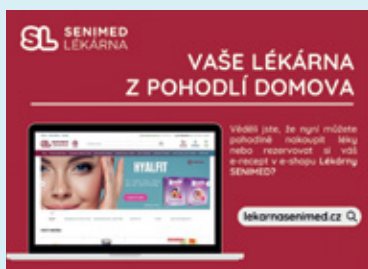 SL SENIMED
LÉKÁRNA
VAŠE LÉKÁRNA
Z POHODLÍ DOMOVA
Věděli jste, že nyní můžete
pohodlně nakoupit léky
nebo rezervovat si váš
e-recept v e-shopu Lékárny
SENIMED?
HYALFIT
lekarnasenimed.cz